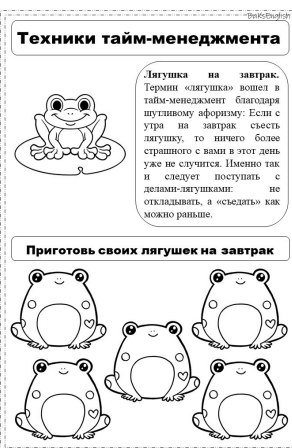 DaksEnglish
Техники тайм-менеджмента
Лягушка на завтрак.
Термин «лягушка» вошел в
тайм-менеджмент благодаря
шутливому афоризму: Если с
утра на завтрак съесть
лягушку, то ничего более
страшного с вами в этот день
уже не случится. Именно так
и следует поступать с
делами-лягушками: не
откладывать, а «съедать» как
можно раньше.
Приготовь своих лягушек на завтрак